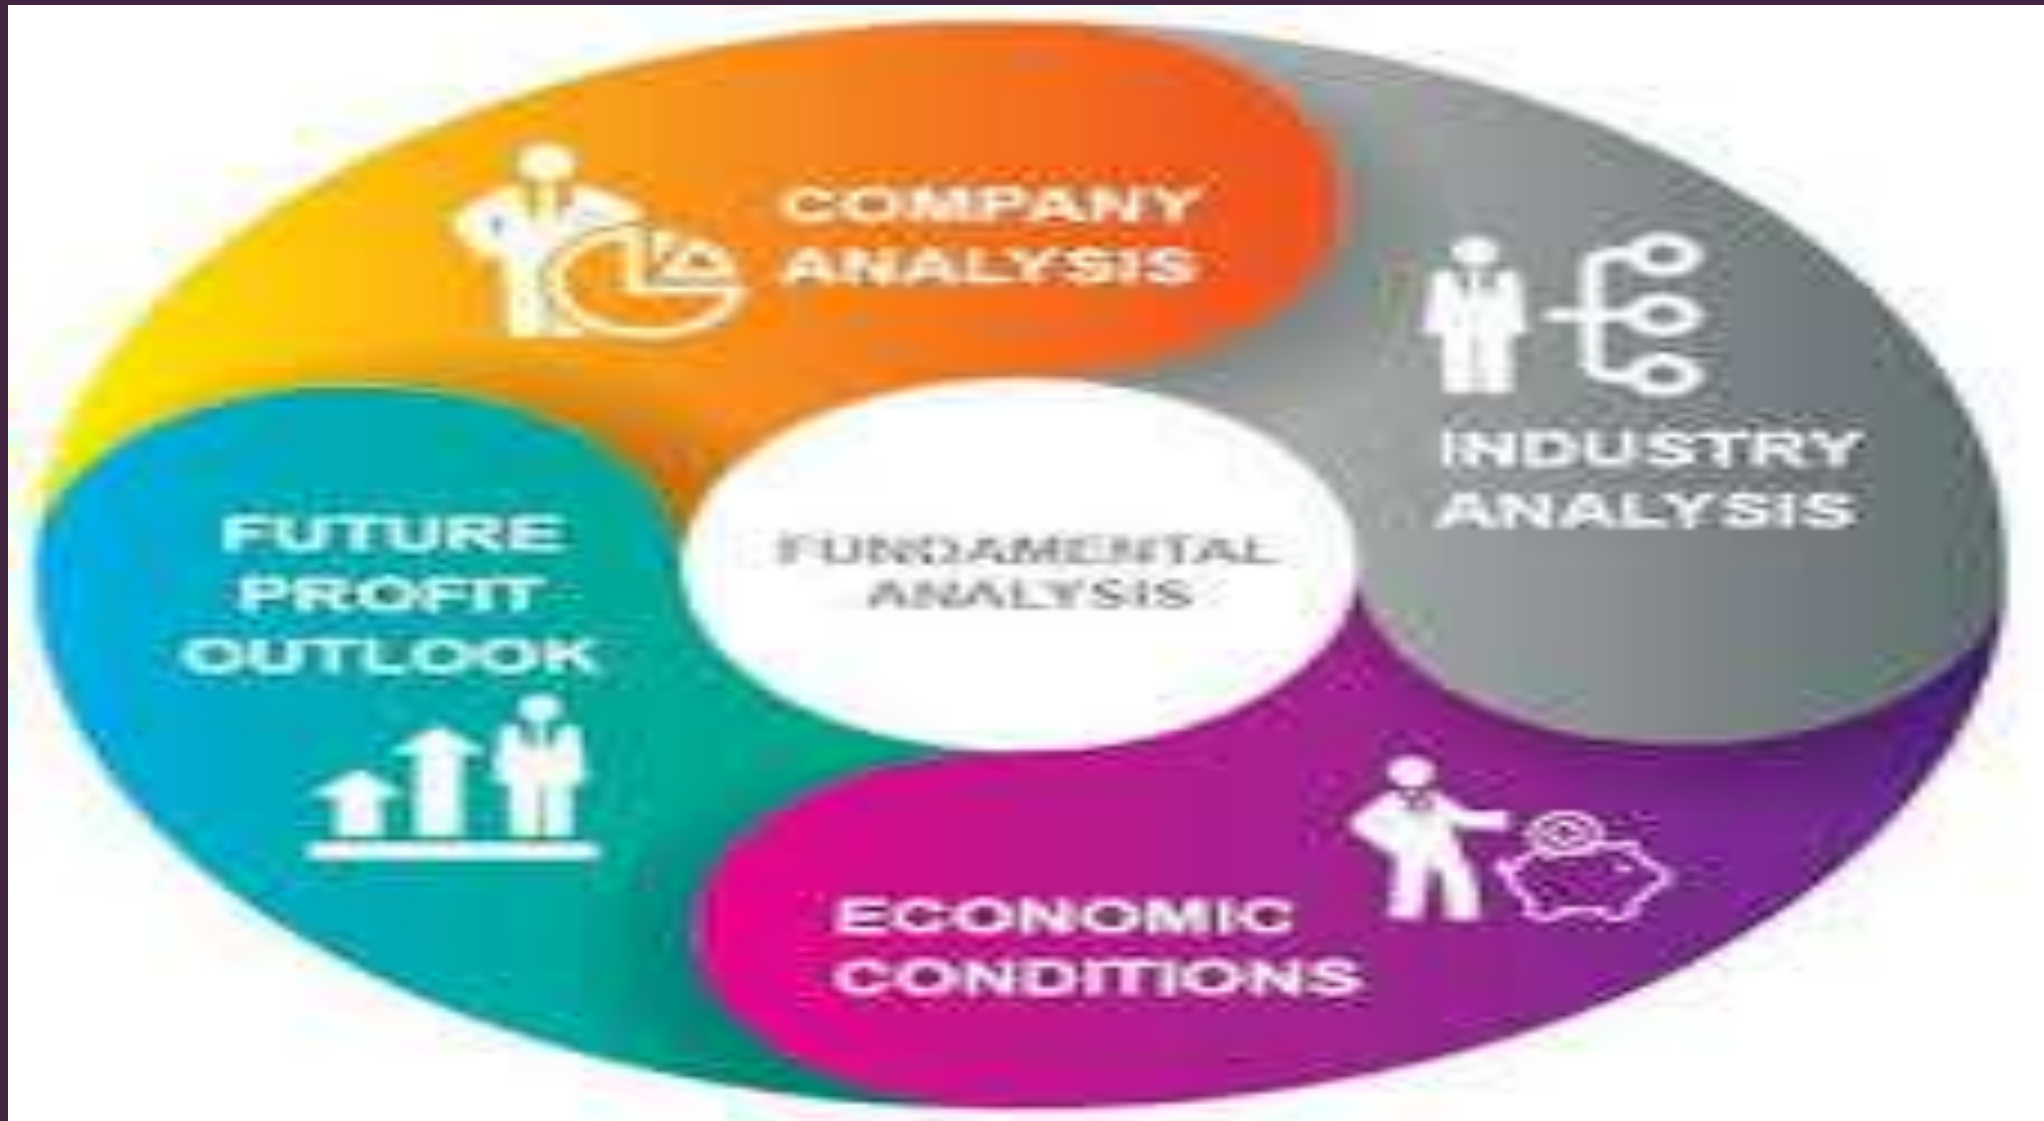 COMPANY
ANALYSIS
INDUSTRY
ANALYSIS
FUTURE
PROFIT
OUTLOOK
FUNDAMENTAL
ANALYSIS
ECONOMIC
CONDITIONS